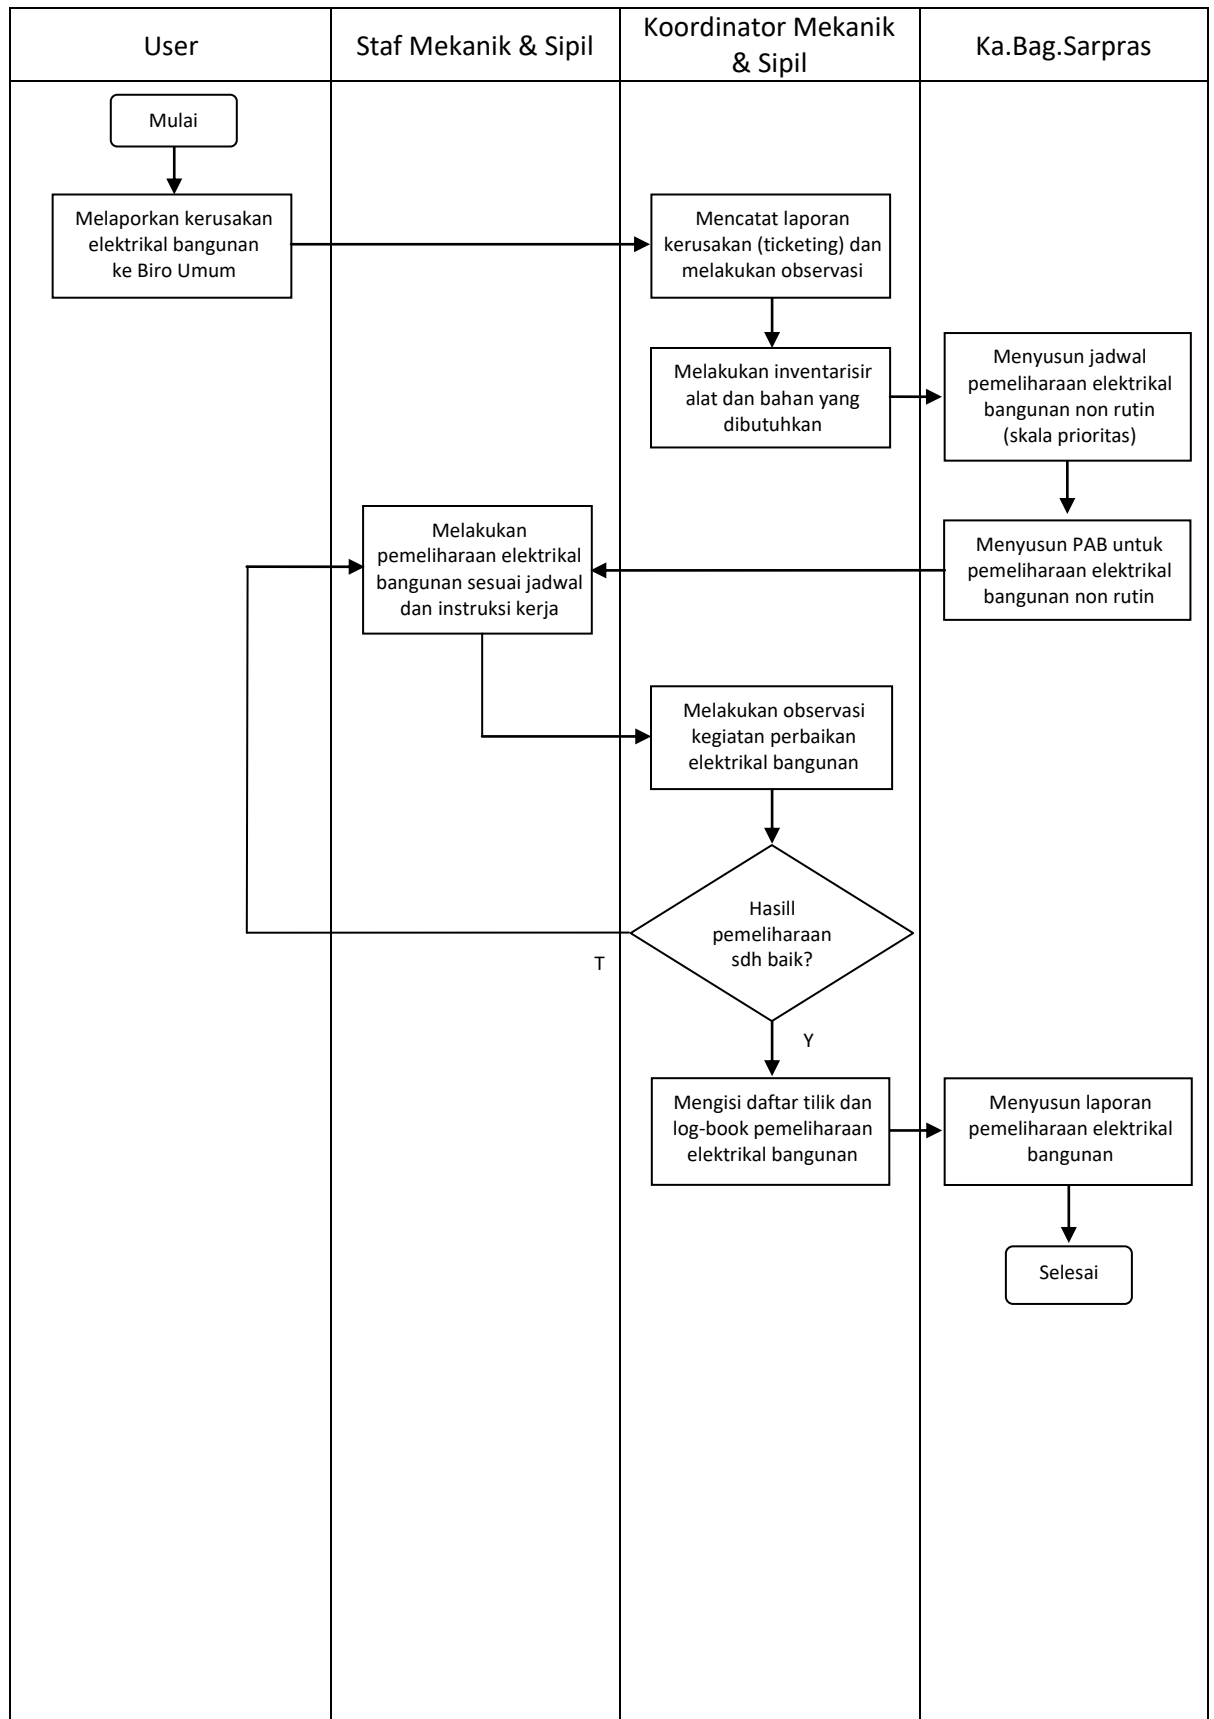 User
Staf Mekanik & Sipil
Koordinator Mekanik
& Sipil
Ka.Bag.Sarpras
Mulai
Melaporkan kerusakan
elektrikal bangunan
ke Biro Umum
Mencatat laporan
kerusakan (ticketing) dan
melakukan observasi
Melakukan inventarisir
alat dan bahan yang
dibutuhkan
Menyusun jadwal
pemeliharaan elektrikal
bangunan non rutin
(skala prioritas)
Menyusun PAB untuk
pemeliharaan elektrikal
bangunan non rutin
Melakukan
pemeliharaan elektrikal
bangunan sesuai jadwal
dan instruksi kerja
Melakukan observasi
kegiatan perbaikan
elektrikal bangunan
Hasill
pemeliharaan
sdh baik?
T
Y
Mengisi daftar tilik dan
log-book pemeliharaan
elektrikal bangunan
Menyusun laporan
pemeliharaan elektrikal
bangunan
Selesai